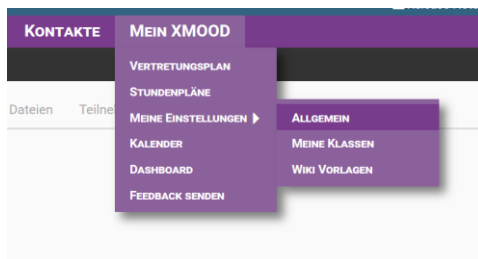 Kontakte Mein XMOOD
Vertretungsplan
Stundenpläne
Dateien
Meine Einstellungen Allgemein
Kalender Meine Klassen
Dashboard Wiki Vorlagen
Feedback senden